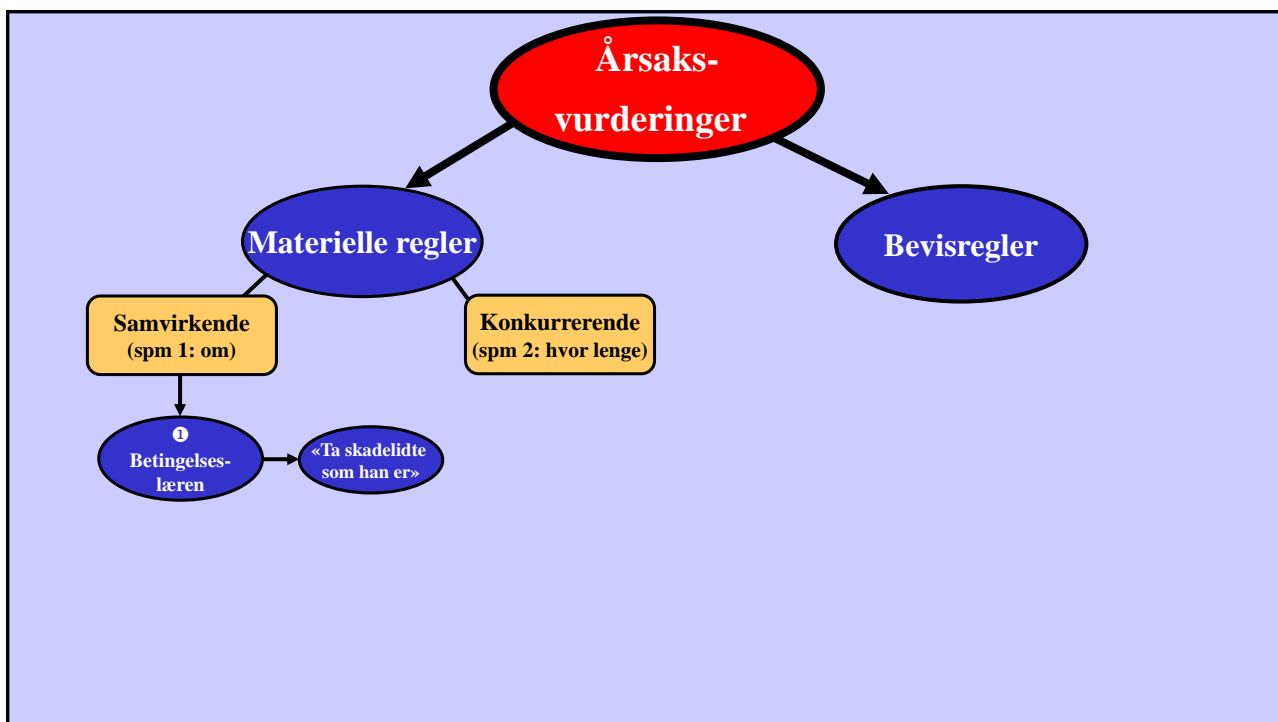 Årsaks-
vurderinger
Materielle regler
Bevisregler
Samvirkende
(spm 1: om)
Konkurrerende
(spm 2: hvor lenge)
❶
Betingelses-
læren
«Ta skadelidte
som han er»